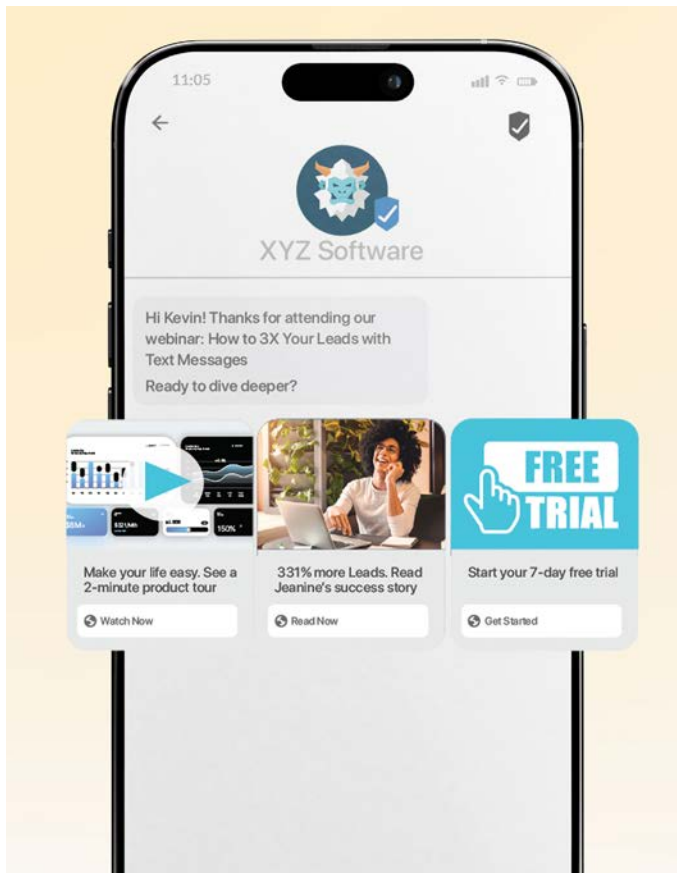 11:05
XYZ Software
Hi Kevin! Thanks for attending our
webinar: How to 3X Your Leads with
Text Messages
Ready to dive deeper?
150%
FREE
TRIAL
Make your life easy. See a
2-minute product tour
331% more Leads. Read
Jeanine's success story
Start your 7-day free trial
Watch Now
Read Now
Get Started